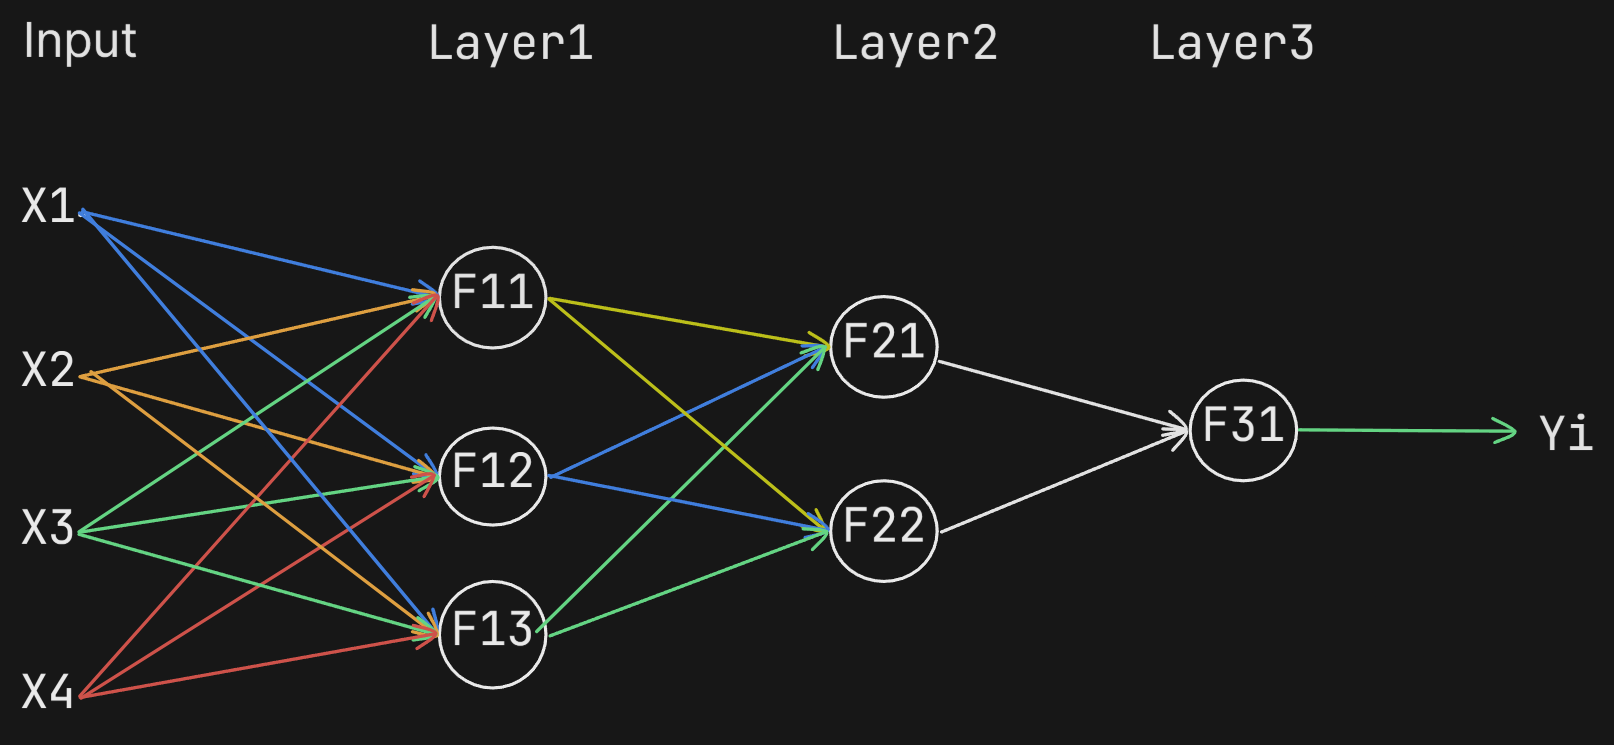 Input
Layer1
Layer2
Layer3
X1
X2
X3
X4
F11
F12
F13
F21
F22
F31
Yi